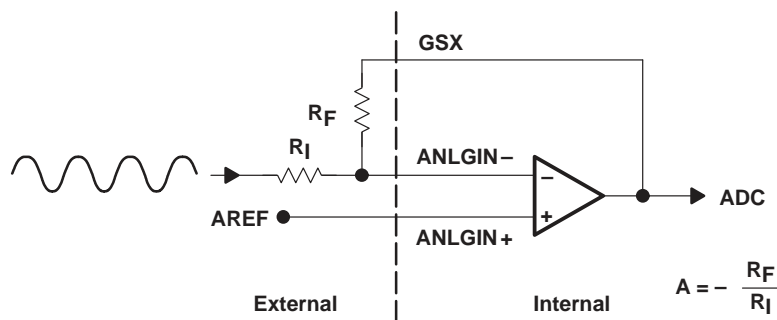 GSX
RF
RI
ANLGIN−
−
ADC
AREF
+
ANLGIN+
External
Internal
A = − RF
RI